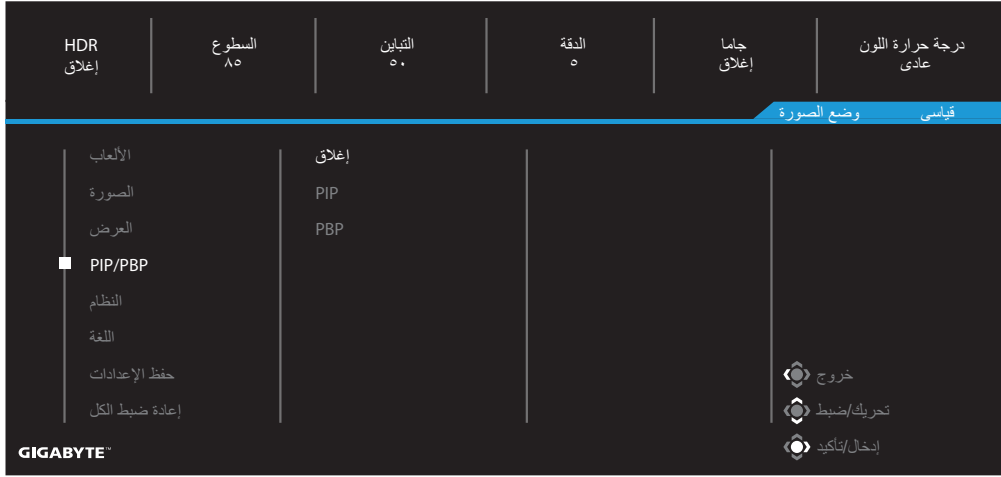 HDR
إغلاق
السطوع
٨٥
التباين
٥٠
الدقة
٥
جاما
إغلاق
درجة حرارة اللون
عادى
قياسى وضع الصورة
الألعاب
الصورة
العرض
PIP/PBP
النظام
اللغة
حفظ الإعدادات
إعادة ضبط الكل
إغلاق
PIP
PBP
خروج
تحريك/ضبط
إدخال/تأكيد
GIGABYTE™